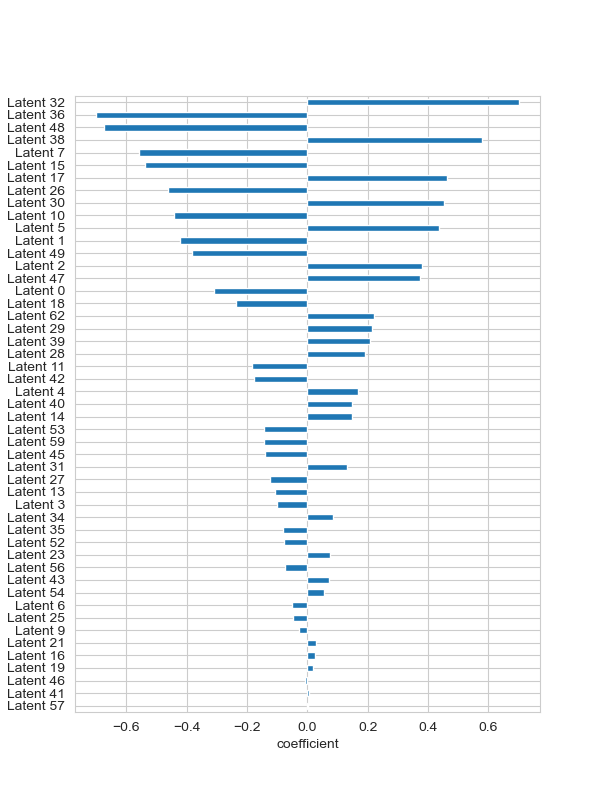 Latent 32
Latent 36
Latent 48
Latent 38
Latent 7
Latent 15
Latent 17
Latent 26
Latent 30
Latent 10
Latent 5
Latent 1
Latent 49
Latent 2
Latent 47
Latent 0
Latent 18
Latent 62
Latent 29
Latent 39
Latent 28
Latent 11
Latent 42
Latent 4
Latent 40
Latent 14
Latent 53
Latent 59
Latent 45
Latent 31
Latent 27
Latent 13
Latent 3
Latent 34
Latent 35
Latent 52
Latent 23
Latent 56
Latent 43
Latent 54
Latent 6
Latent 25
Latent 9
Latent 21
Latent 16
Latent 19
Latent 46
Latent 41
Latent 57
−0.6 −0.4 −0.2 0.0 0.2 0.4 0.6
coefficient